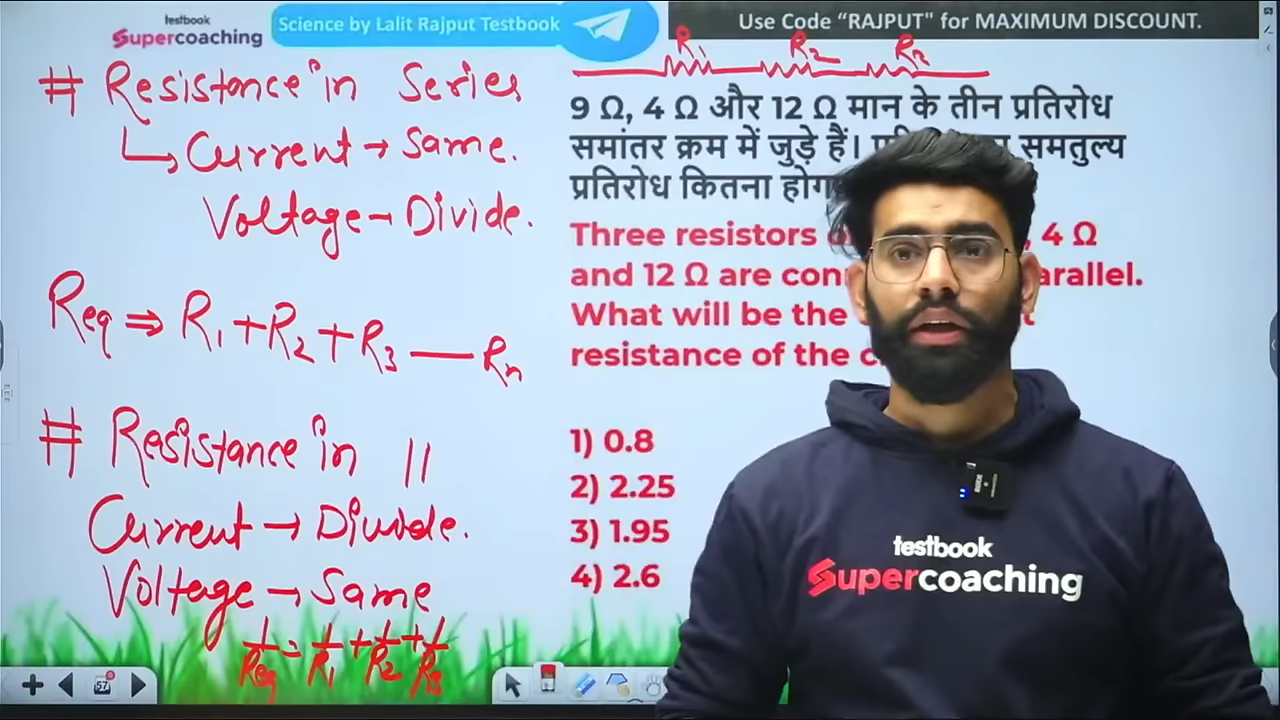 testbook
Supercoaching
Science by Lalit Rajput Testbook
Use Code “RAJPUT" for MAXIMUM DISCOUNT.
R1 R2 R2
# Resistance in Series
↳ Current → Same.
Voltage → Divide.
Req ⇒ R1 + R2 + R3 — Rn
# Resistance in ||
Current → Divide.
Voltage → Same
1/Req = 1/R1 + 1/R2 + 1/R3
9 Ω, 4 Ω और 12 Ω मान के तीन प्रतिरोध
समांतर क्रम में जुड़े हैं। समतुल्य
प्रतिरोध कितना
Three resistors , 4 Ω
and 12 Ω are
What will be the
resistance of the
1) 0.8
2) 2.25
3) 1.95
4) 2.6
57
testbook
Supercoaching